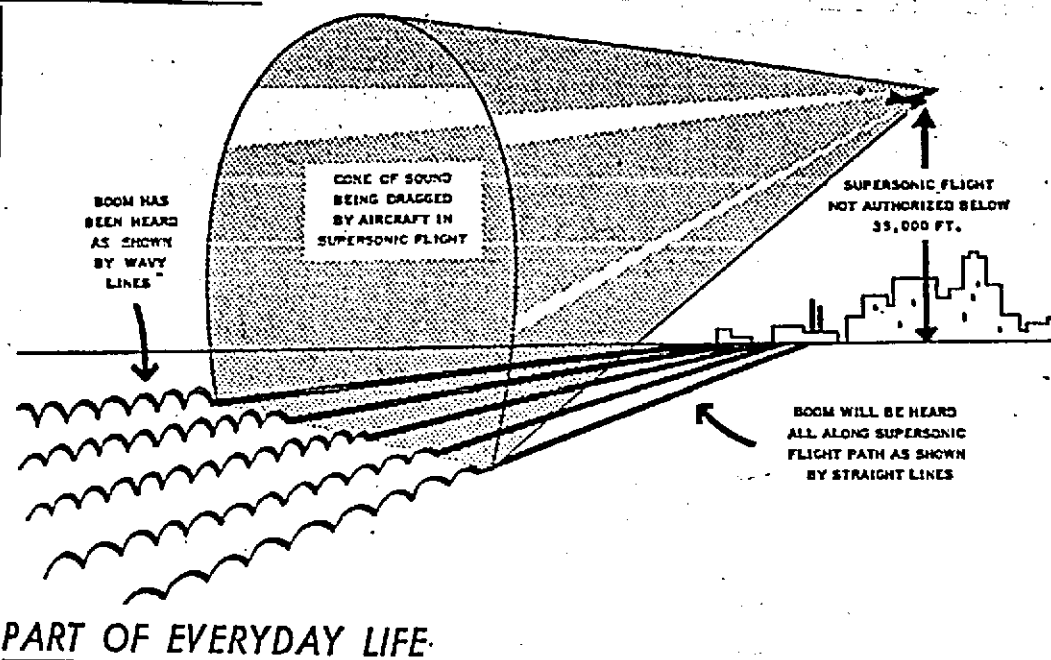 BOOM HAS
BEEN HEARD
AS SHOWN
BY WAVY
LINES
CONE OF SOUND
BEING DRAGGED
BY AIRCRAFT IN
SUPERSONIC FLIGHT
SUPERSONIC FLIGHT
NOT AUTHORIZED BELOW
35,000 FT.
BOOM WILL BE HEARD
ALL ALONG SUPERSONIC
FLIGHT PATH AS SHOWN
BY STRAIGHT LINES
PART OF EVERYDAY LIFE